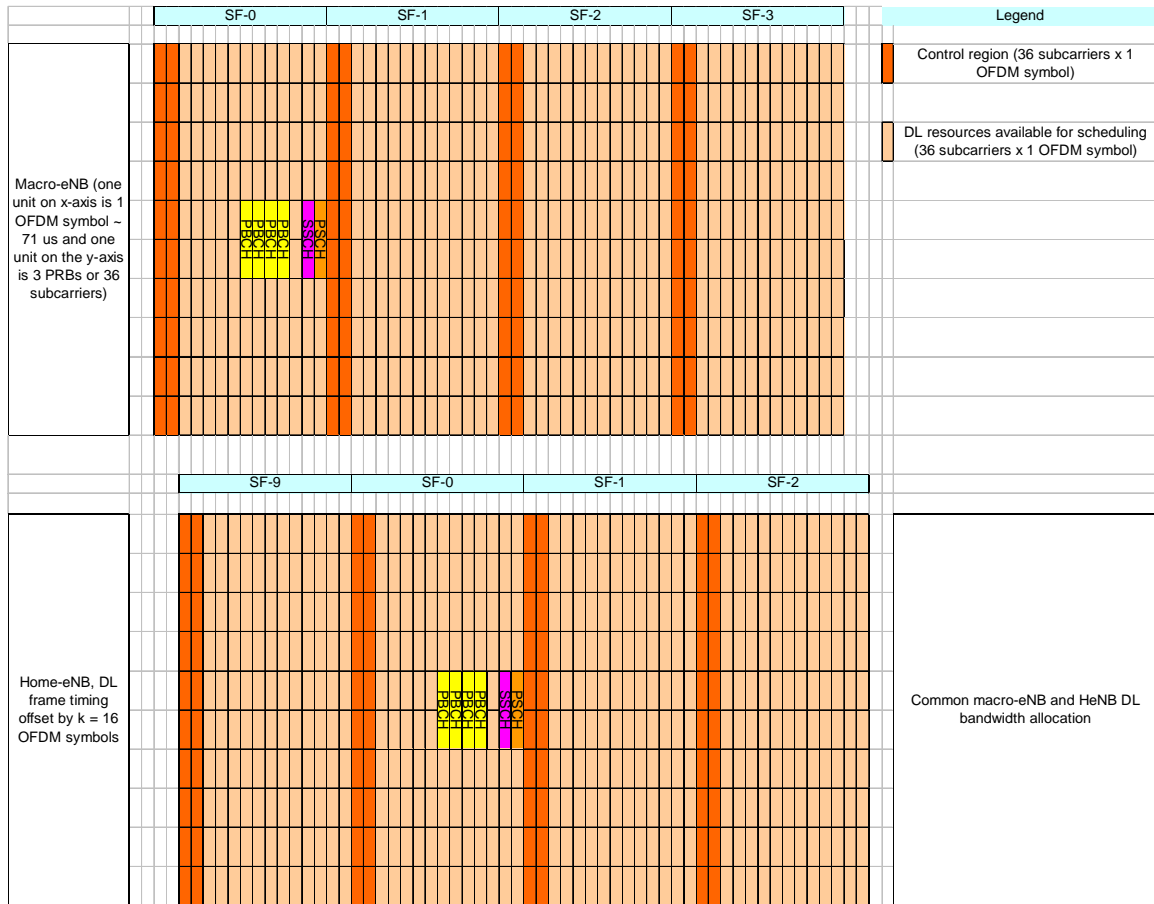 SF-0 SF-1 SF-2 SF-3 Legend
Control region (36 subcarriers x 1
OFDM symbol)
DL resources available for scheduling
(36 subcarriers x 1 OFDM symbol)
Macro-eNB (one
unit on x-axis is 1
OFDM symbol ~
71 us and one
unit on the y-axis
is 3 PRBs or 36
subcarriers)
PBCH
PBCH
PBCH
PBCH
SSCH
PSCH
SF-9 SF-0 SF-1 SF-2
Home-eNB, DL
frame timing
offset by k = 16
OFDM symbols
PBCH
PBCH
PBCH
PBCH
SSCH
PSCH
Common macro-eNB and HeNB DL
bandwidth allocation